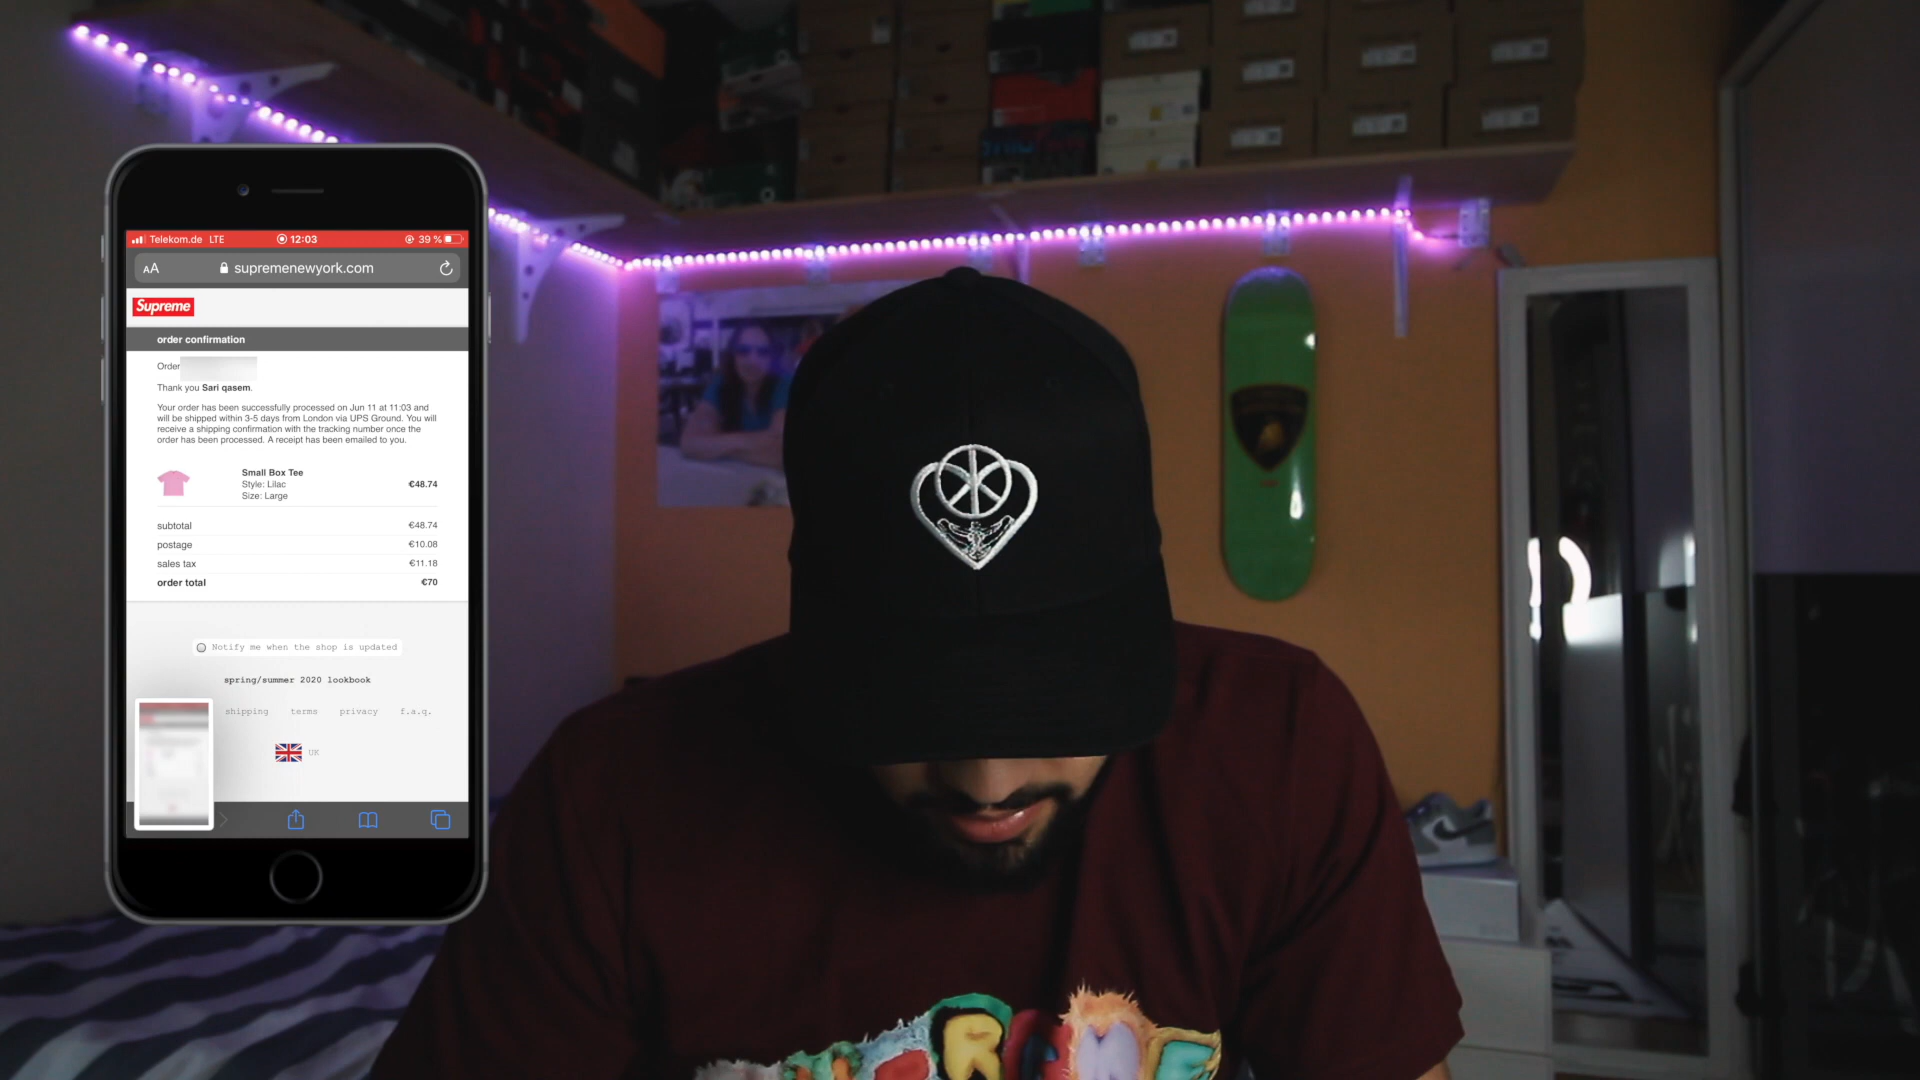 Telekom.de LTE 12:03 39 %
AA supremenewyork.com
Supreme
order confirmation
Order
Thank you Sari qasem.
Your order has been successfully processed on Jun 11 at 11:03 and
will be shipped within 3-5 days from London via UPS Ground. You will
receive a shipping confirmation with the tracking number once the
order has been processed. A receipt has been emailed to you.
Small Box Tee
Style: Lilac €48.74
Size: Large
subtotal €48.74
postage €10.08
sales tax €11.18
order total €70
Notify me when the shop is updated
spring/summer 2020 lookbook
shipping terms privacy f.a.q.
UK